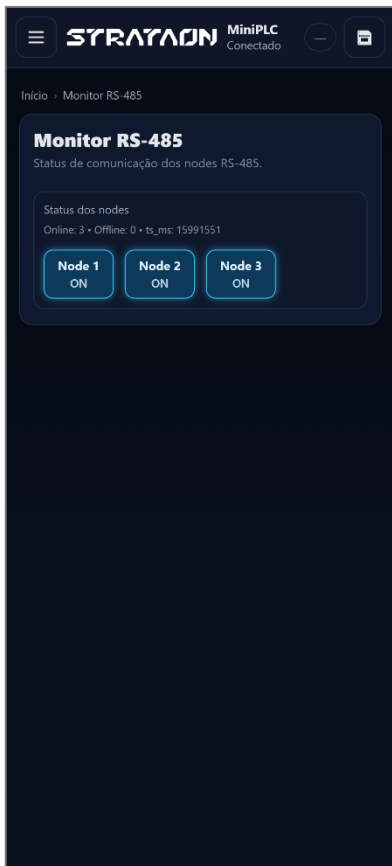 STRATAON
MiniPLC
Conectado
—
Início › Monitor RS-485
Monitor RS-485
Status de comunicação dos nodes RS-485.
Status dos nodes
Online: 3 • Offline: 0 • ts_ms: 15991551
Node 1 Node 2 Node 3
ON ON ON